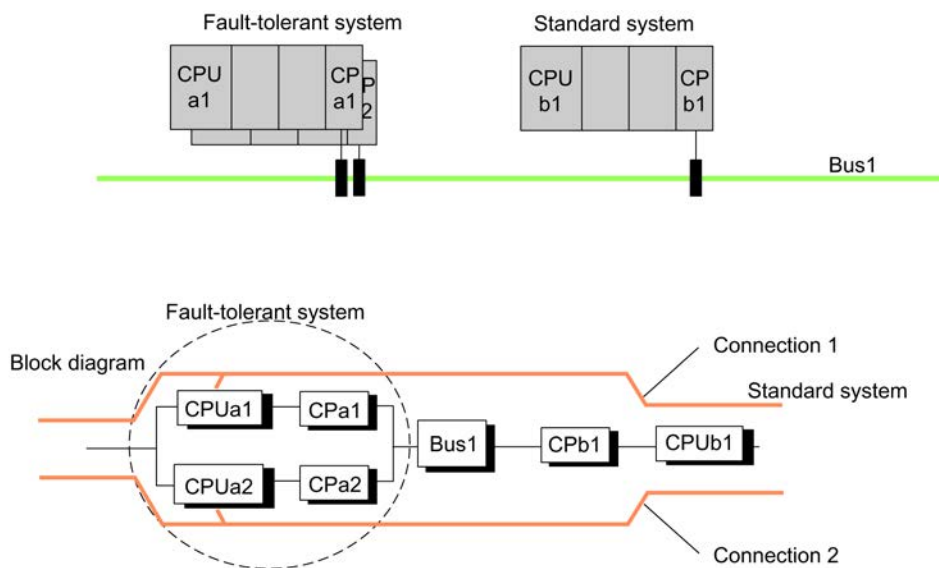 Fault-tolerant system
Standard system
CPU
a1
CP
a1
P
2
CPU
b1
CP
b1
Bus1
Fault-tolerant system
Block diagram
Connection 1
Standard system
CPUa1
CPa1
Bus1
CPb1
CPUb1
CPUa2
CPa2
Connection 2